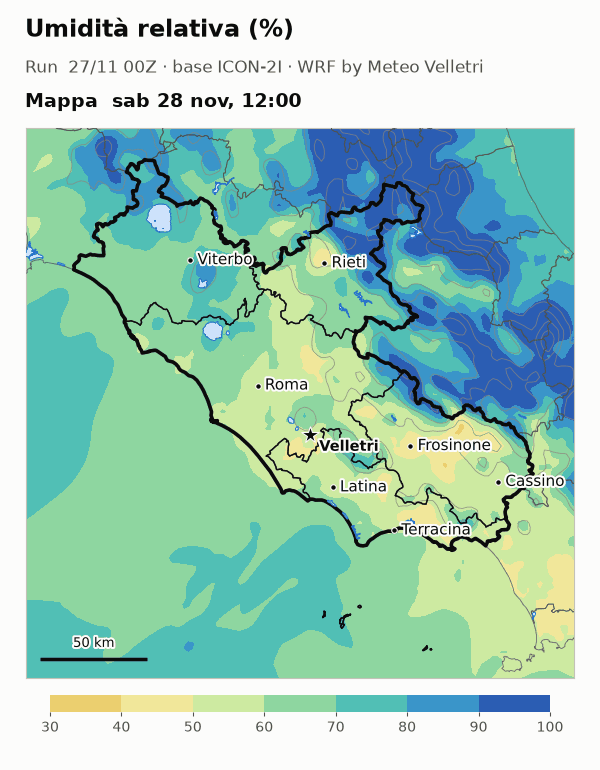 Umidità relativa (%)
Run  27/11 00Z · base ICON-2I · WRF by Meteo Velletri
Mappa  sab 28 nov, 12:00
Viterbo
Rieti
Roma
Velletri
Frosinone
Cassino
Latina
Terracina
50 km
30 40 50 60 70 80 90 100